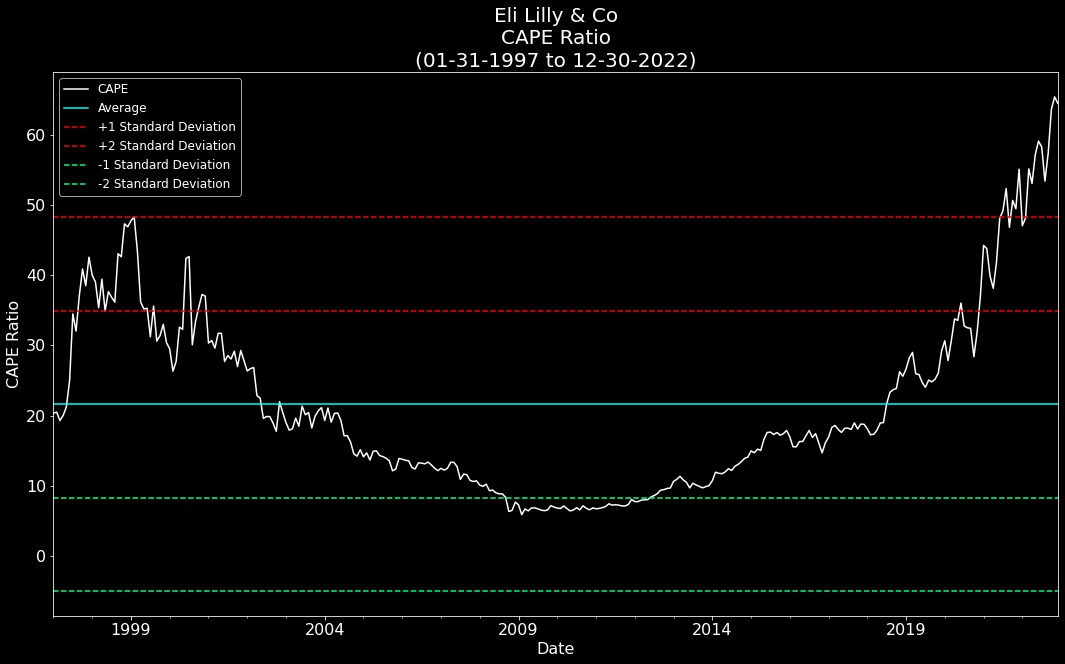 Eli Lilly & Co
CAPE Ratio
(01-31-1997 to 12-30-2022)
CAPE
Average
+1 Standard Deviation
+2 Standard Deviation
-1 Standard Deviation
-2 Standard Deviation
CAPE Ratio
60
50
40
30
20
10
0
1999 2004 2009 2014 2019
Date